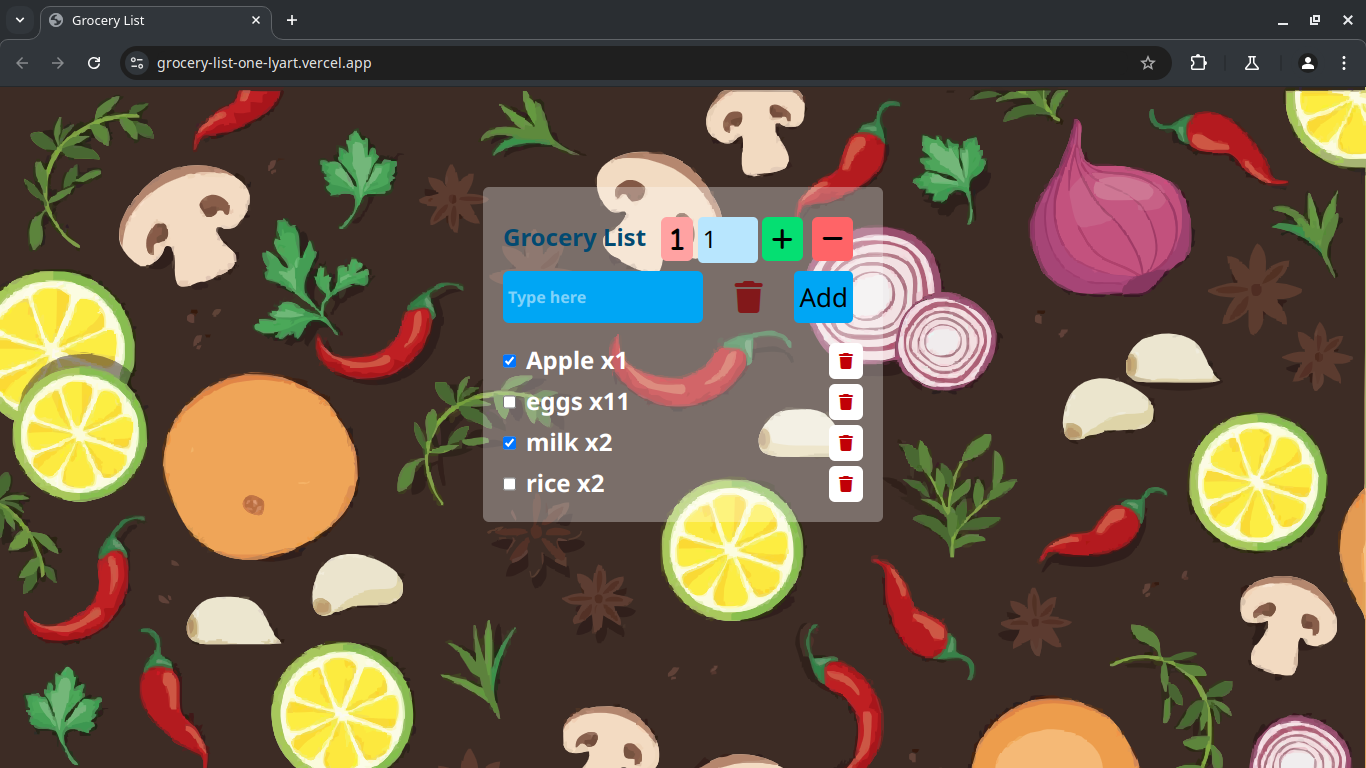 Grocery List
grocery-list-one-lyart.vercel.app
Grocery List 1 1 + −
Type here Add
Apple x1
eggs x11
milk x2
rice x2